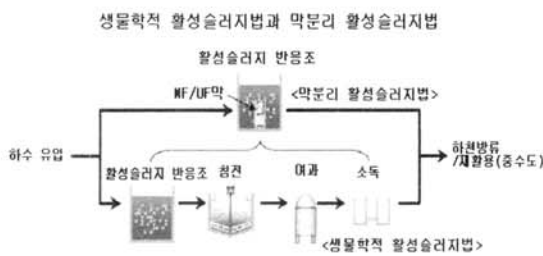 생물학적 활성슬러지법과 막분리 활성슬러지법
활성슬러지 반응조
MF/UF막
<막분리 활성슬러지법>
하수 유입
하천방류
/재활용(중수도)
활성슬러지 반응조
침전
여과
소독
<생물학적 활성슬러지법>